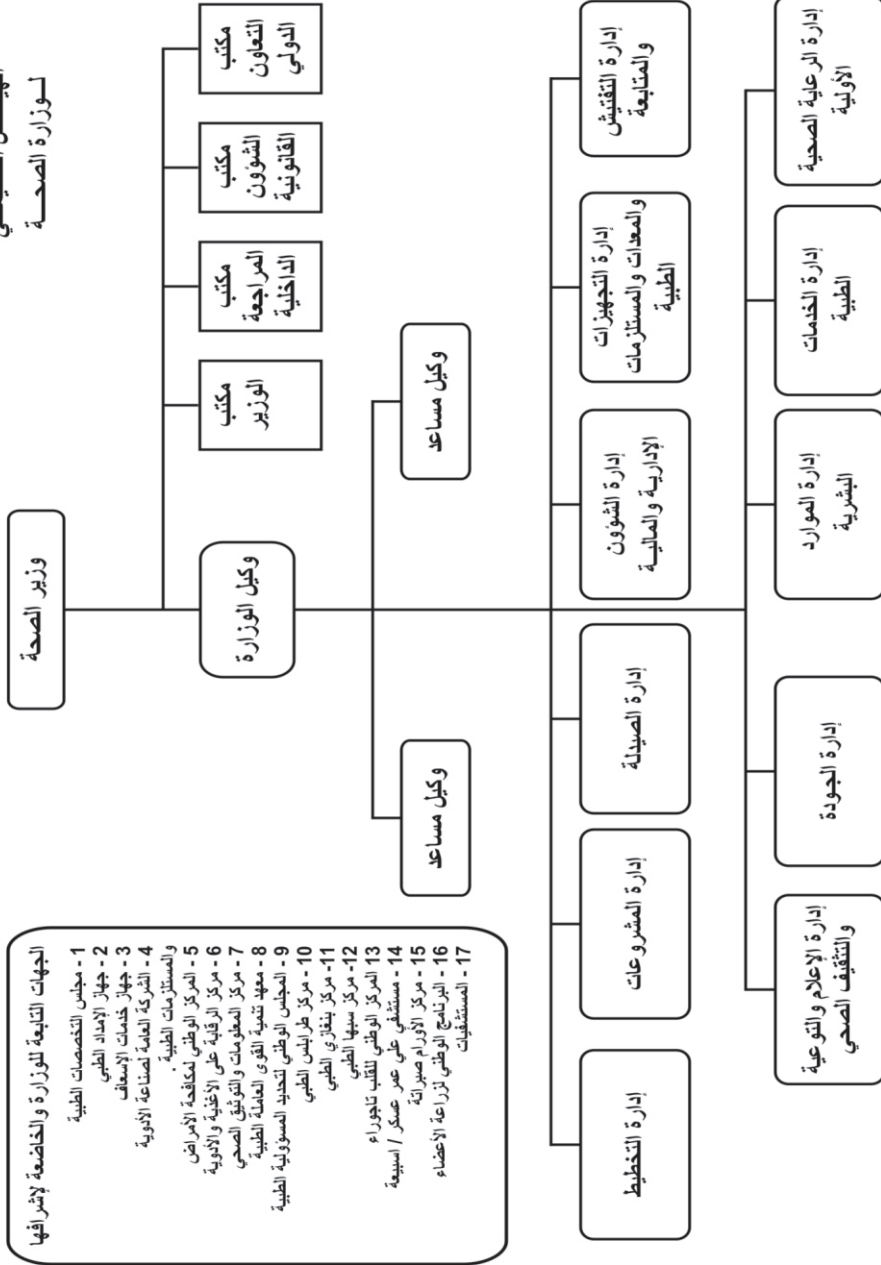 لـوزارة الصحـــة
وزير الصحة
مكتب
التعاون
الدولي
مكتب
الشؤون
القانونية
مكتب
المراجعة
الداخلية
مكتب
الوزير
وكيل الوزارة
وكيل مساعد
وكيل مساعد
الجهات التابعة للوزارة والخاضعة لإشرافها
1 - مجلس التخصصات الطبية
2 - جهاز الإمداد الطبي
3 - جهاز خدمات الإسعاف
4 - الشركة العامة لصناعة الأدوية
والمستلزمات الطبية .
5 - المركز الوطني لمكافحة الأمراض
6 - مركز الرقابة على الأغذية والأدوية
7 - مركز المعلومات والتوثيق الصحي
8 - معهد تنمية القوى العاملة الطبية
9 - المجلس الوطني لتحديد المسؤولية الطبية
10 - مركز طرابلس الطبي
11- مركز بنغازي الطبي
12- مركز سبها الطبي
13 المركز الوطني للقلب تاجوراء
14 - مستشفى علي عمر عسكر / اسبيعة
15 - مركز الأورام صبراتة
16 - البرنامج الوطني لزراعة الأعضاء
17 - المستشفيات
إدارة التفتيش
والمتابعة
إدارة التجهيزات
والمعدات والمستلزمات
الطبية
إدارة الشؤون
الإداريـة والماليـة
إدارة الصيدلة
إدارة المشروعات
إدارة التخطيط
إدارة الرعاية الصحية
الأولية
إدارة الخدمات
الطبية
إدارة الموارد
البشرية
إدارة الجودة
إدارة الإعلام والتوعية
والتثقيف الصحي